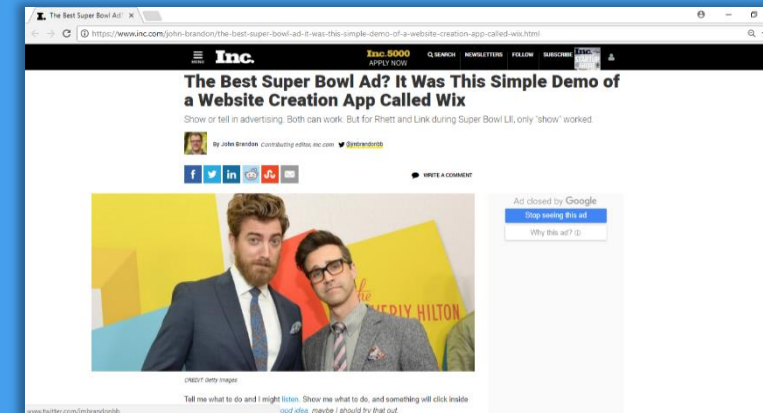 The Best Super Bowl Ad?
https://www.inc.com/john-brandon/the-best-super-bowl-ad-it-was-this-simple-demo-of-a-website-creation-app-called-wix.html
MENU
Inc.
Inc.5000
APPLY NOW
SEARCH NEWSLETTERS FOLLOW SUBSCRIBE
Inc.
The Best Super Bowl Ad? It Was This Simple Demo of
a Website Creation App Called Wix
Show or tell in advertising. Both can work. But for Rhett and Link during Super Bowl LII, only "show" worked.
By John Brandon Contributing editor, Inc.com @jmbrandonbb
f in
WRITE A COMMENT
Ad closed by Google
Stop seeing this ad
Why this ad?
the
BEVERLY HILTON
CREDIT: Getty Images
Tell me what to do and I might listen. Show me what to do, and something will click inside
good idea, maybe I should try that out.
www.twitter.com/jmbrandonbb